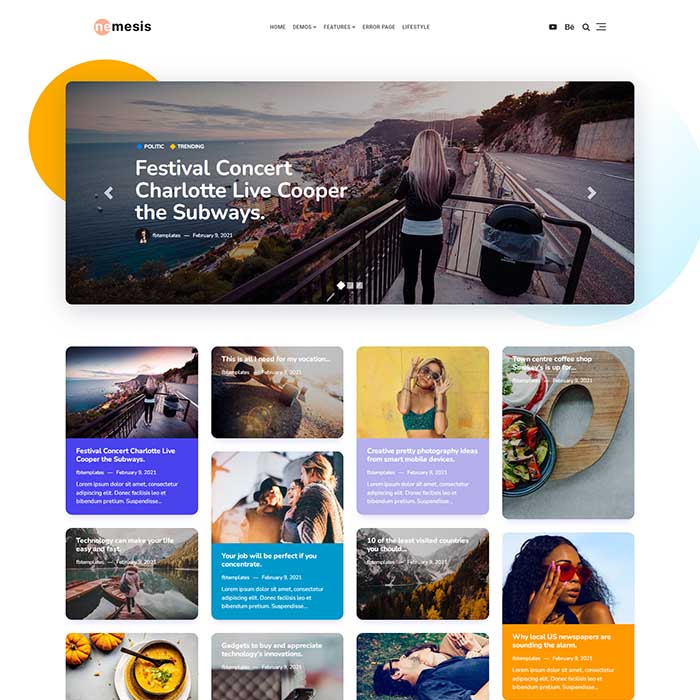 nemesis
HOME DEMOS FEATURES ERROR PAGE LIFESTYLE
Bē
POLITIC TRENDING
Festival Concert
Charlotte Live Cooper
the Subways.
fbtemplates — February 9, 2021
Festival Concert Charlotte Live
Cooper the Subways.
fbtemplates — February 9, 2021
Lorem ipsum dolor sit amet, consectetur
adipiscing elit. Donec facilisis leo et
bibendum pretium. Suspendisse...
This is all I need for my vocation...
fbtemplates — February 9, 2021
Creative pretty photography ideas
from smart mobile devices.
fbtemplates — February 9, 2021
Lorem ipsum dolor sit amet, consectetur
adipiscing elit. Donec facilisis leo et
bibendum pretium. Suspendisse...
Town centre coffee shop
is up for...
fbtemplates — February 9, 2021
Technology can make your life
easy and fast.
fbtemplates — February 9, 2021
Your job will be perfect if you
concentrate.
fbtemplates — February 9, 2021
Lorem ipsum dolor sit amet, consectetur
adipiscing elit. Donec facilisis leo et
bibendum pretium. Suspendisse...
10 of the least visited countries
you should...
fbtemplates — February 9, 2021
Why local US newspapers are
sounding the alarm.
fbtemplates — February 9, 2021
Lorem ipsum dolor sit amet, consectetur
adipiscing elit. Donec facilisis leo et
Gadgets to buy and appreciate
technology's innovations.
fbtemplates — February 9, 2021